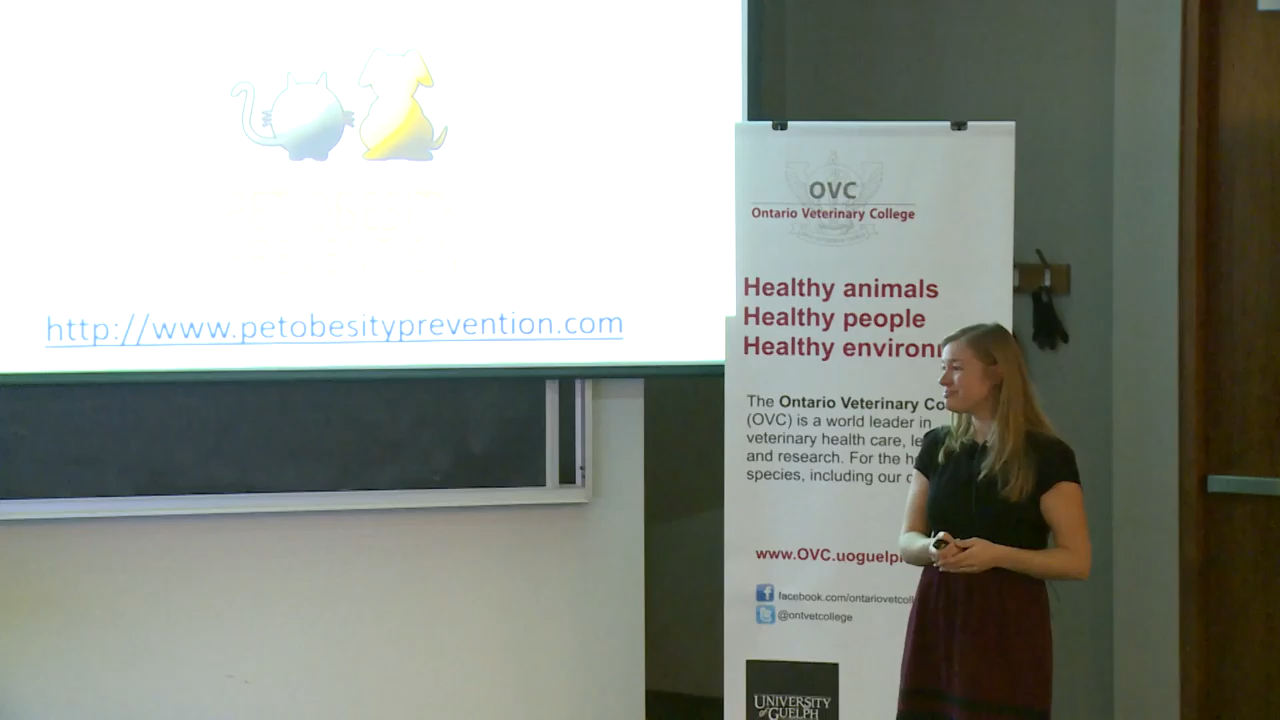 http://www.petobesityprevention.com
OVC
Ontario Veterinary College
Healthy animals
Healthy people
Healthy environ
The Ontario Veterinary Co
(OVC) is a world leader in
veterinary health care, le
and research. For the h
species, including our
www.OVC.uoguelp
facebook.com/ontariovetcoll
@ontvetcollege
UNIVERSITY
of GUELPH